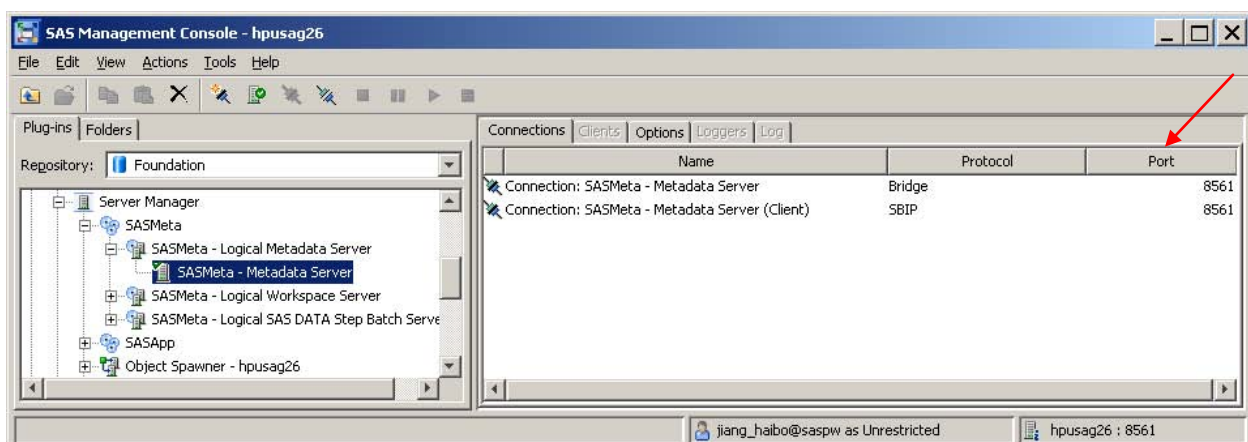 SAS Management Console - hpusag26
File Edit View Actions Tools Help
Plug-ins Folders
Repository: Foundation
Server Manager
SASMeta
SASMeta - Logical Metadata Server
SASMeta - Metadata Server
SASMeta - Logical Workspace Server
SASMeta - Logical SAS DATA Step Batch Serve
SASApp
Object Spawner - hpusag26
Connections Clients Options Loggers Log
Name Protocol Port
Connection: SASMeta - Metadata Server Bridge 8561
Connection: SASMeta - Metadata Server (Client) SBIP 8561
jiang_haibo@saspw as Unrestricted hpusag26 : 8561